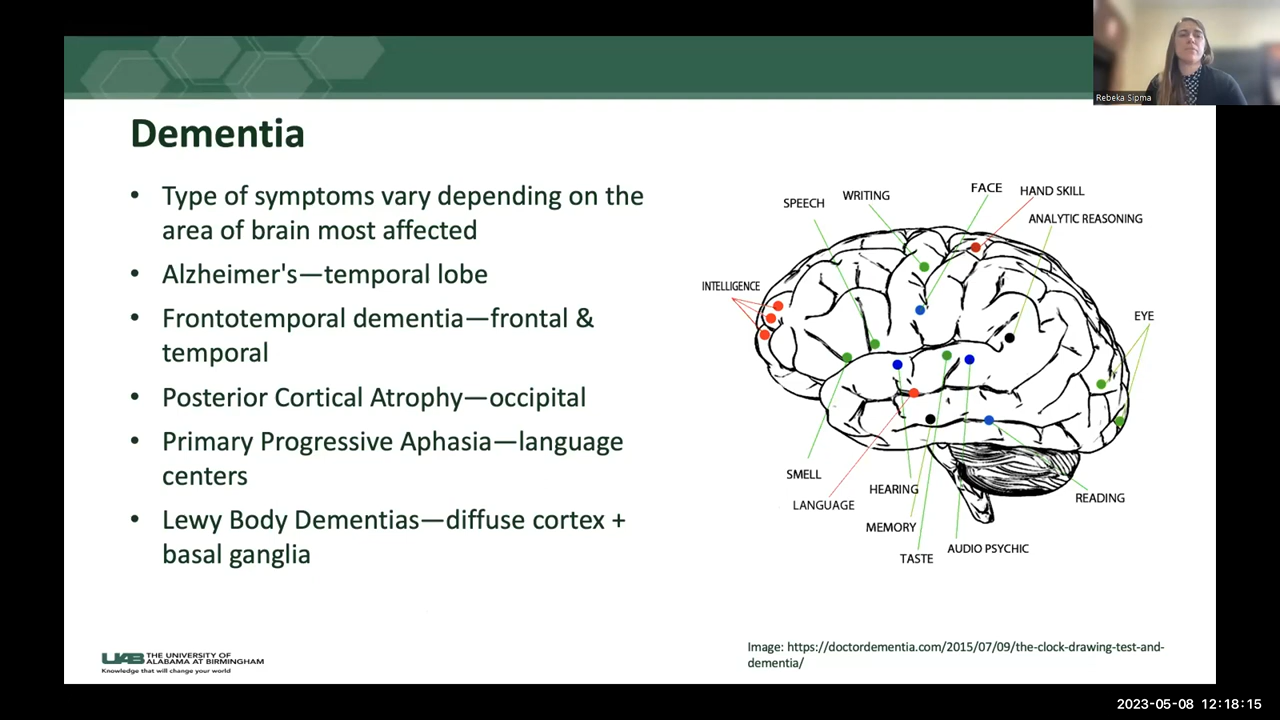 Rebeka Sipma
Dementia
• Type of symptoms vary depending on the
area of brain most affected
• Alzheimer's—temporal lobe
• Frontotemporal dementia—frontal &
temporal
• Posterior Cortical Atrophy—occipital
• Primary Progressive Aphasia—language
centers
• Lewy Body Dementias—diffuse cortex +
basal ganglia
SPEECH
WRITING
FACE
HAND SKILL
ANALYTIC REASONING
INTELLIGENCE
EYE
SMELL
LANGUAGE
HEARING
MEMORY
TASTE
AUDIO PSYCHIC
READING
Image: https://doctordementia.com/2015/07/09/the-clock-drawing-test-and-
dementia/
UAB THE UNIVERSITY OF
ALABAMA AT BIRMINGHAM
Knowledge that will change your world
2023-05-08 12:18:15